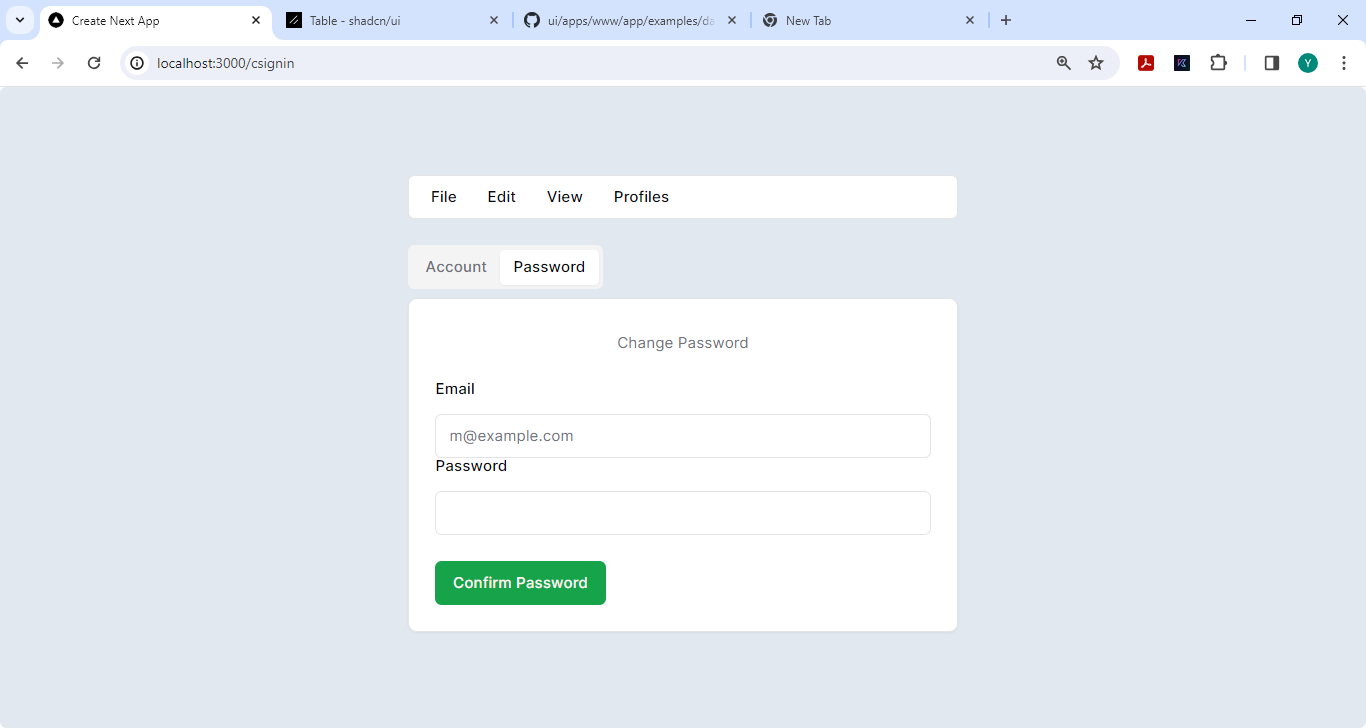 Create Next App
Table - shadcn/ui
ui/apps/www/app/examples/da
New Tab
localhost:3000/csignin
Y
File Edit View Profiles
Account Password
Change Password
Email
m@example.com
Password
Confirm Password